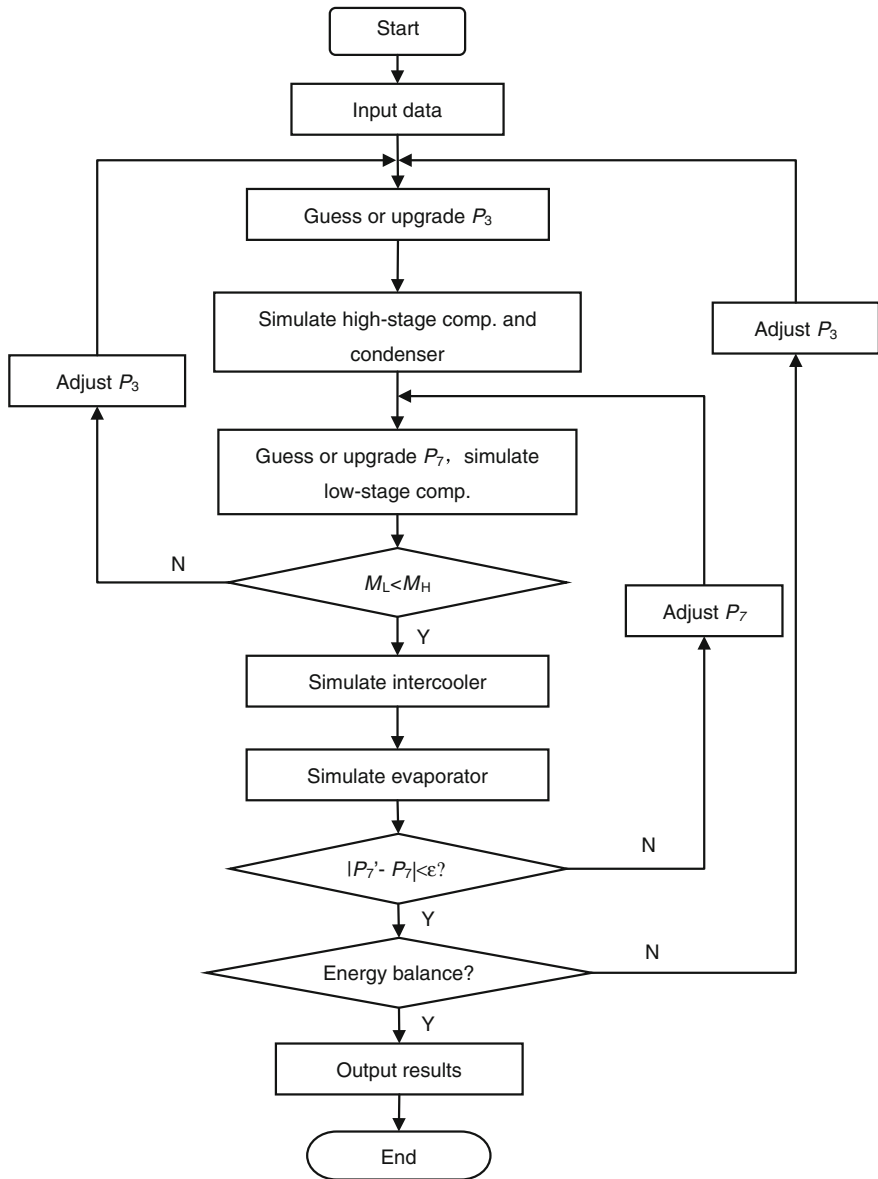 Start
Input data
Guess or upgrade P₃
Simulate high-stage comp. and
condenser
Adjust P₃
Adjust P₃
Guess or upgrade P₇, simulate
low-stage comp.
N
M_L<M_H
Adjust P₇
Y
Simulate intercooler
Simulate evaporator
|P₇'- P₇|<ε?
N
Y
Energy balance?
N
Y
Output results
End